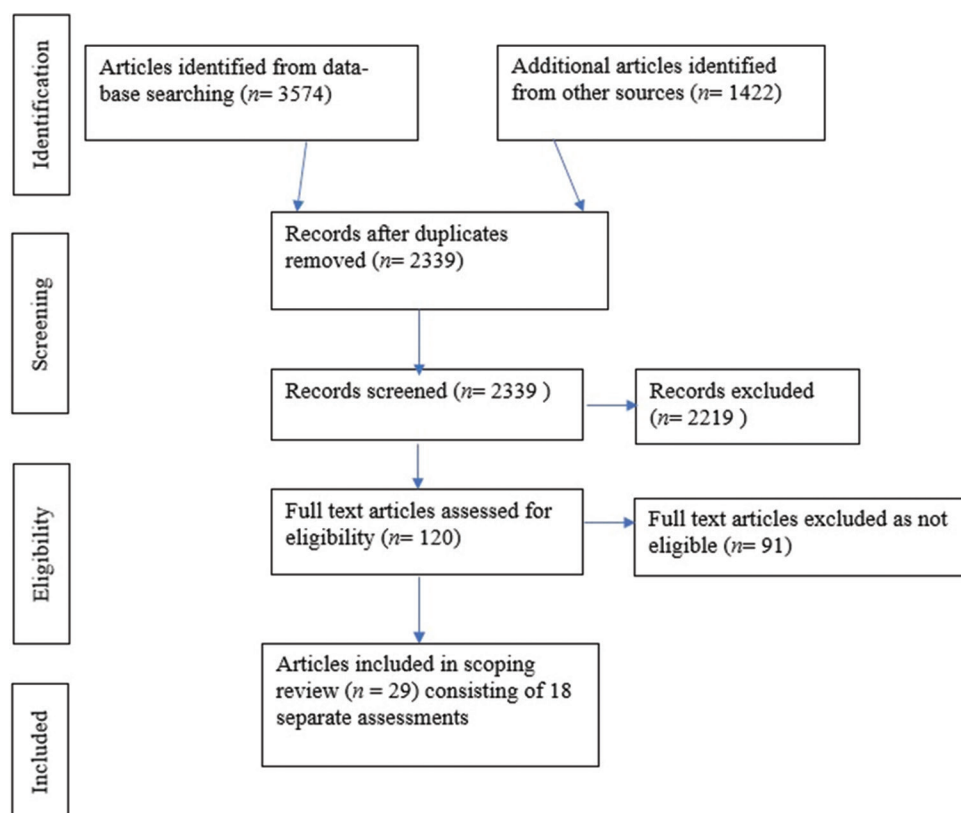 Identification
Articles identified from data-
base searching (n= 3574)
Additional articles identified
from other sources (n= 1422)
Screening
Records after duplicates
removed (n= 2339)
Records screened (n= 2339 )
Records excluded
(n= 2219 )
Eligibility
Full text articles assessed for
eligibility (n= 120)
Full text articles excluded as not
eligible (n= 91)
Included
Articles included in scoping
review (n = 29) consisting of 18
separate assessments